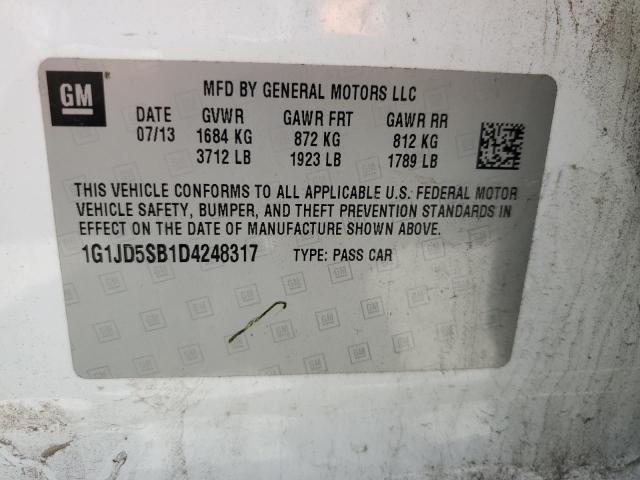 GM
MFD BY GENERAL MOTORS LLC
DATE GVWR GAWR FRT GAWR RR
07/13 1684 KG 872 KG 812 KG
3712 LB 1923 LB 1789 LB
THIS VEHICLE CONFORMS TO ALL APPLICABLE U.S. FEDERAL MOTOR
VEHICLE SAFETY, BUMPER, AND THEFT PREVENTION STANDARDS IN
EFFECT ON THE DATE OF MANUFACTURE SHOWN ABOVE.
1G1JD5SB1D4248317 TYPE: PASS CAR